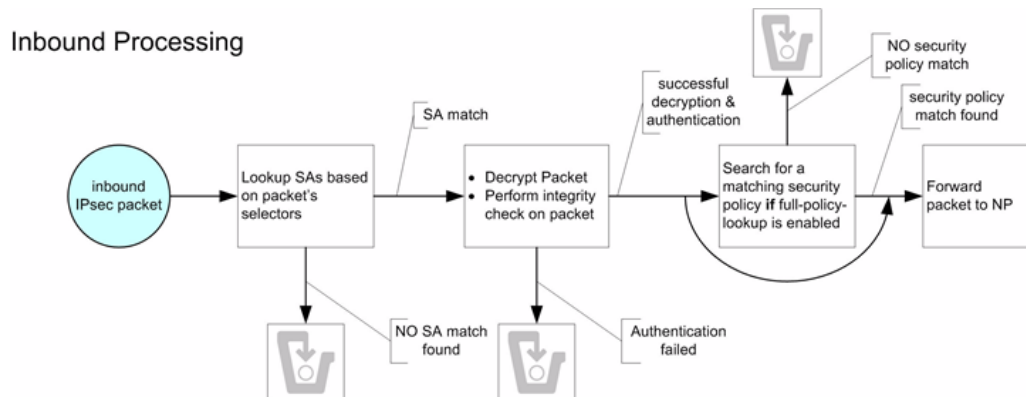 Inbound Processing
inbound
IPsec packet
Lookup SAs based
on packet's
selectors
SA match
NO SA match
found
• Decrypt Packet
• Perform integrity
check on packet
successful
decryption &
authentication
Authentication
failed
Search for a
matching security
policy if full-policy-
lookup is enabled
NO security
policy match
security policy
match found
Forward
packet to NP